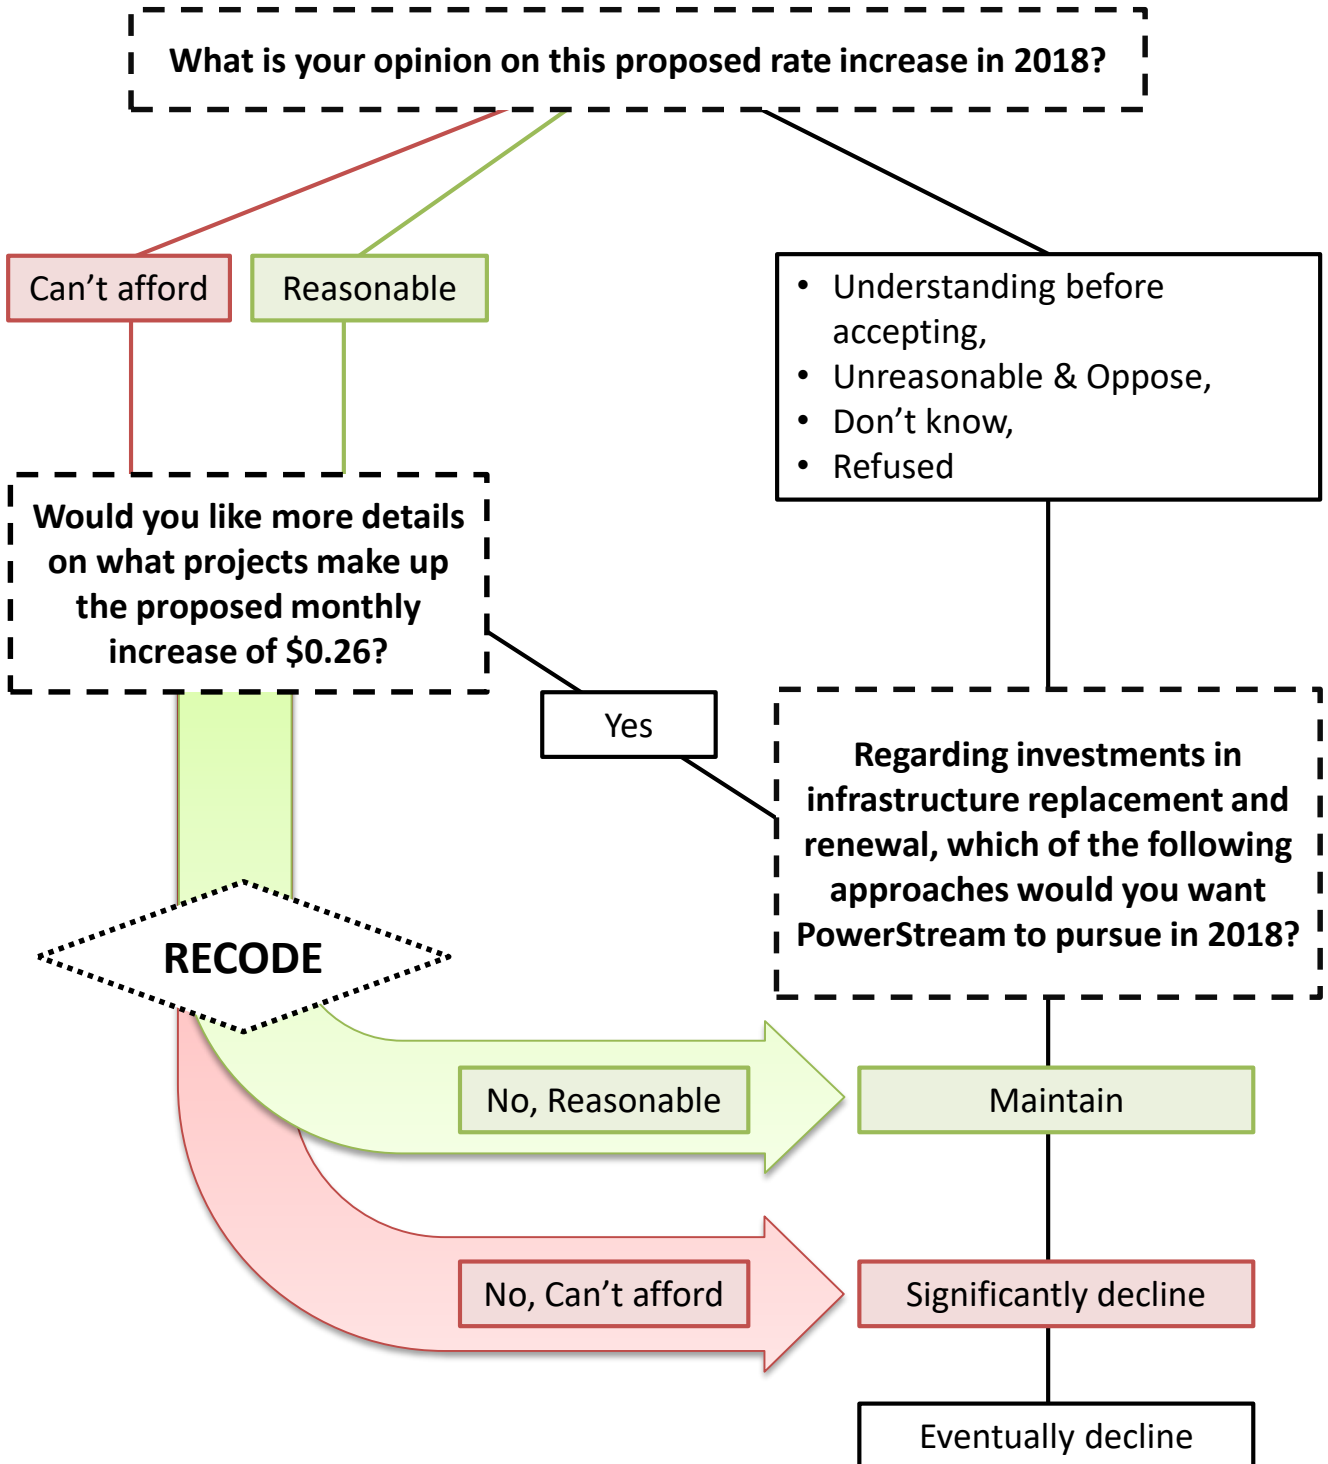 What is your opinion on this proposed rate increase in 2018?
Can’t afford
Reasonable
• Understanding before
accepting,
• Unreasonable & Oppose,
• Don’t know,
• Refused
Would you like more details
on what projects make up
the proposed monthly
increase of $0.26?
Yes
Regarding investments in
infrastructure replacement and
renewal, which of the following
approaches would you want
PowerStream to pursue in 2018?
RECODE
No, Reasonable
Maintain
No, Can’t afford
Significantly decline
Eventually decline